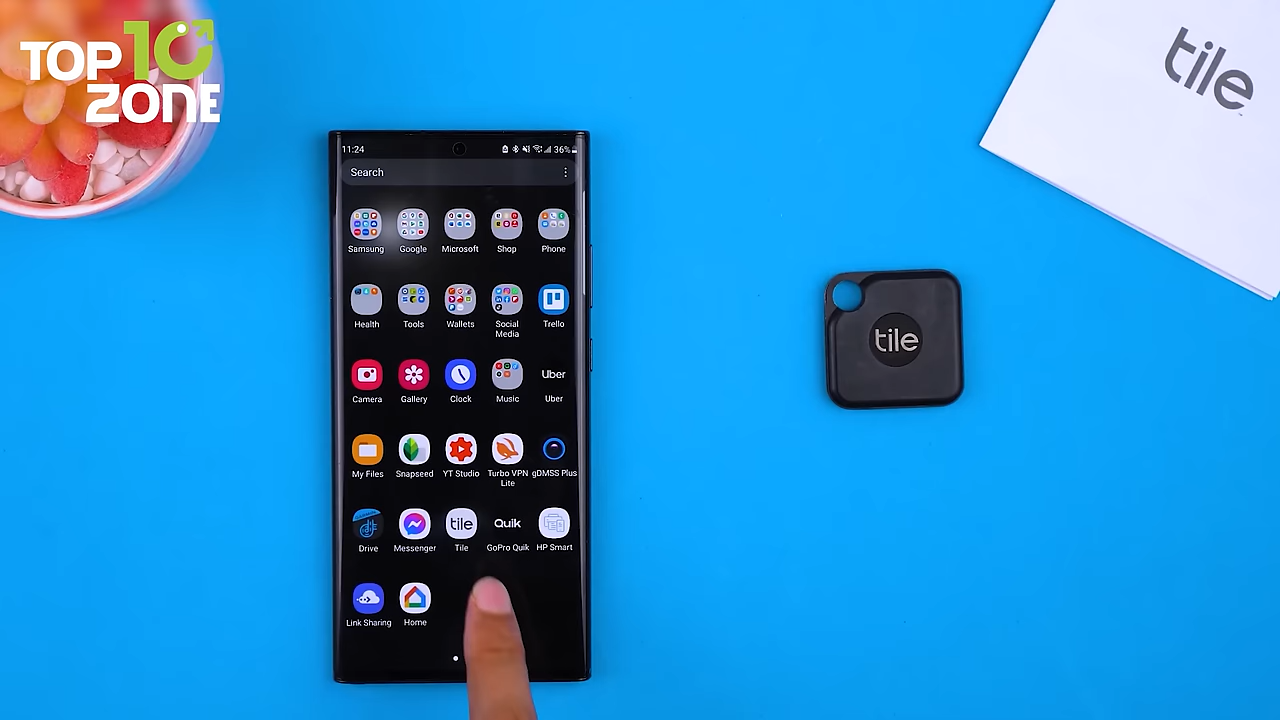 TOP 10
ZONE
tile
11:24
36%
Search
Samsung
Google
Microsoft
Shop
Phone
Health
Tools
Wallets
Social
Media
Trello
Camera
Gallery
Clock
Music
Uber
Uber
My Files
Snapseed
YT Studio
Turbo VPN
Lite
gDMSS Plus
tile
Quik
Drive
Messenger
Tile
GoPro Quik
HP Smart
Link Sharing
Home
tile